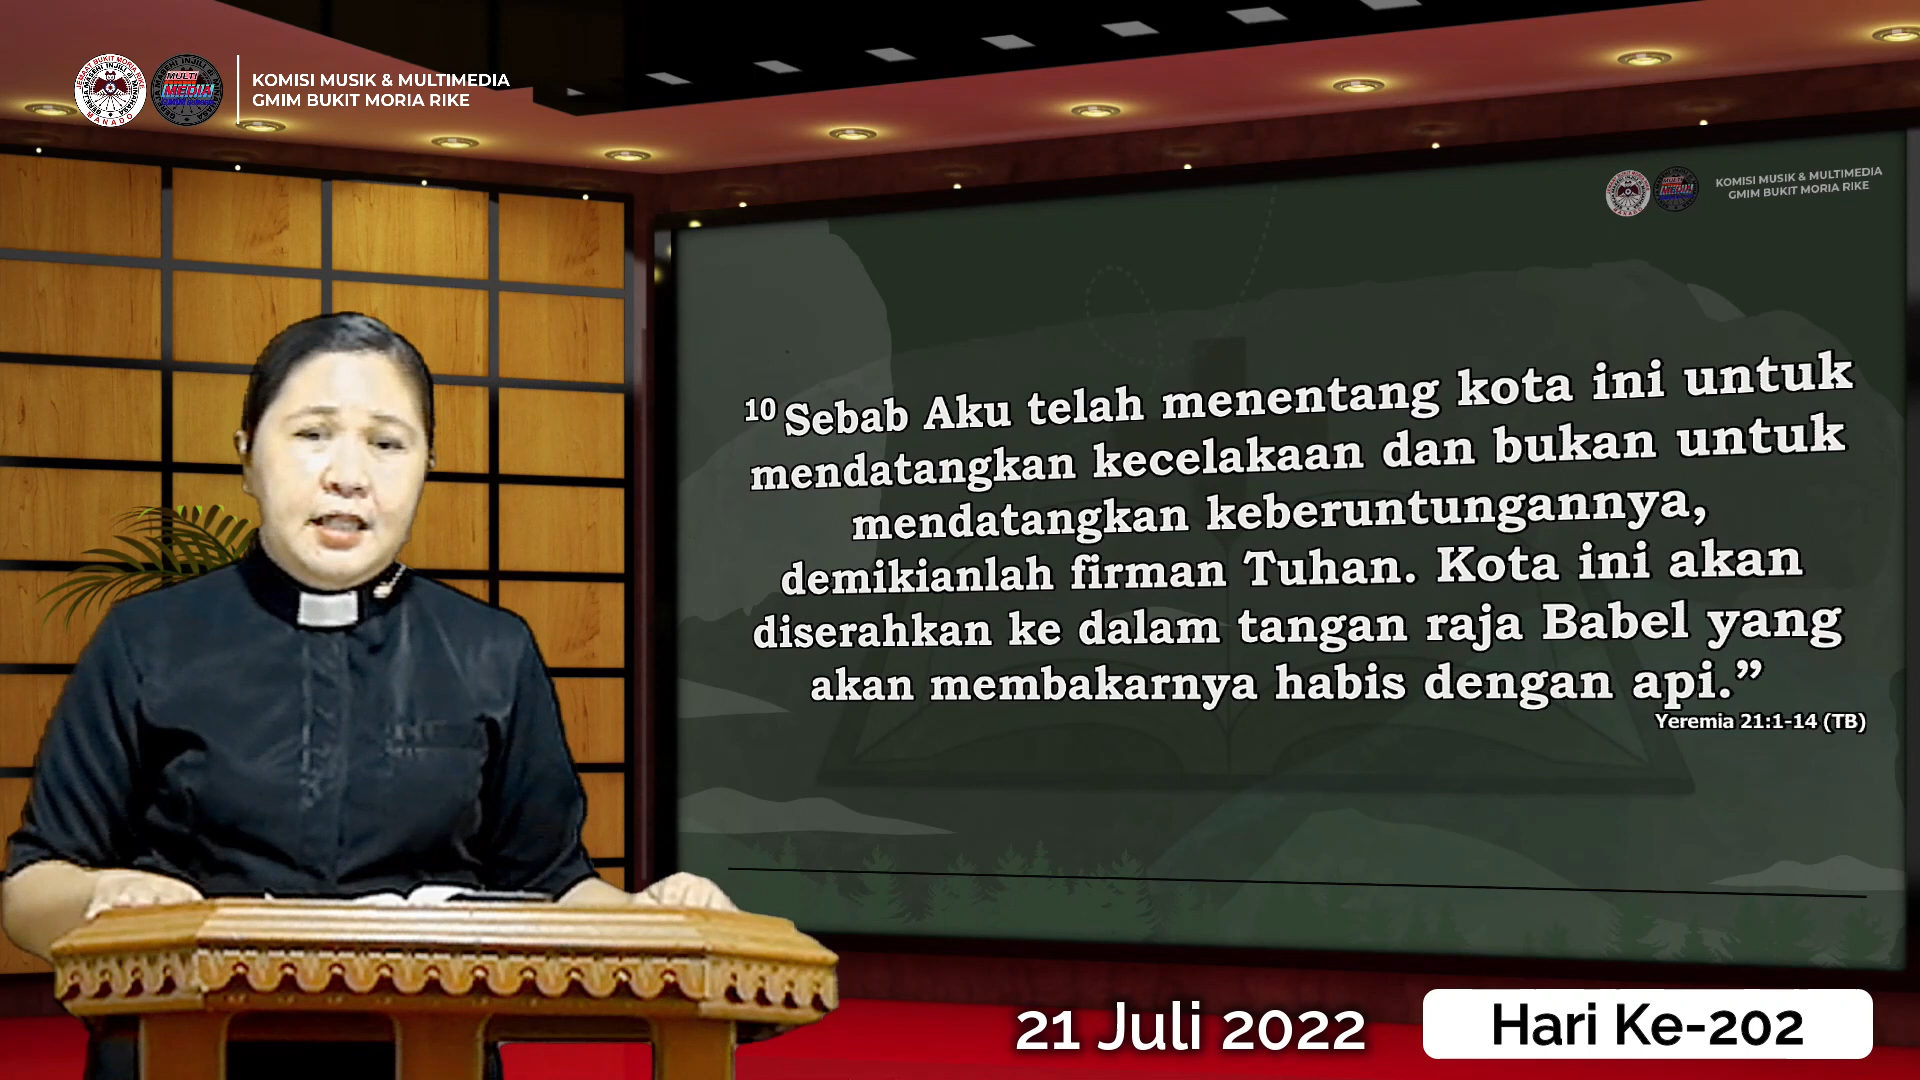 KOMISI MUSIK & MULTIMEDIA
GMIM BUKIT MORIA RIKE
MULTI
MEDIA
MANADO
KOMISI MUSIK & MULTIMEDIA
GMIM BUKIT MORIA RIKE
10 Sebab Aku telah menentang kota ini untuk
mendatangkan kecelakaan dan bukan untuk
mendatangkan keberuntungannya,
demikianlah firman Tuhan. Kota ini akan
diserahkan ke dalam tangan raja Babel yang
akan membakarnya habis dengan api.”
Yeremia 21:1-14 (TB)
21 Juli 2022
Hari Ke-202